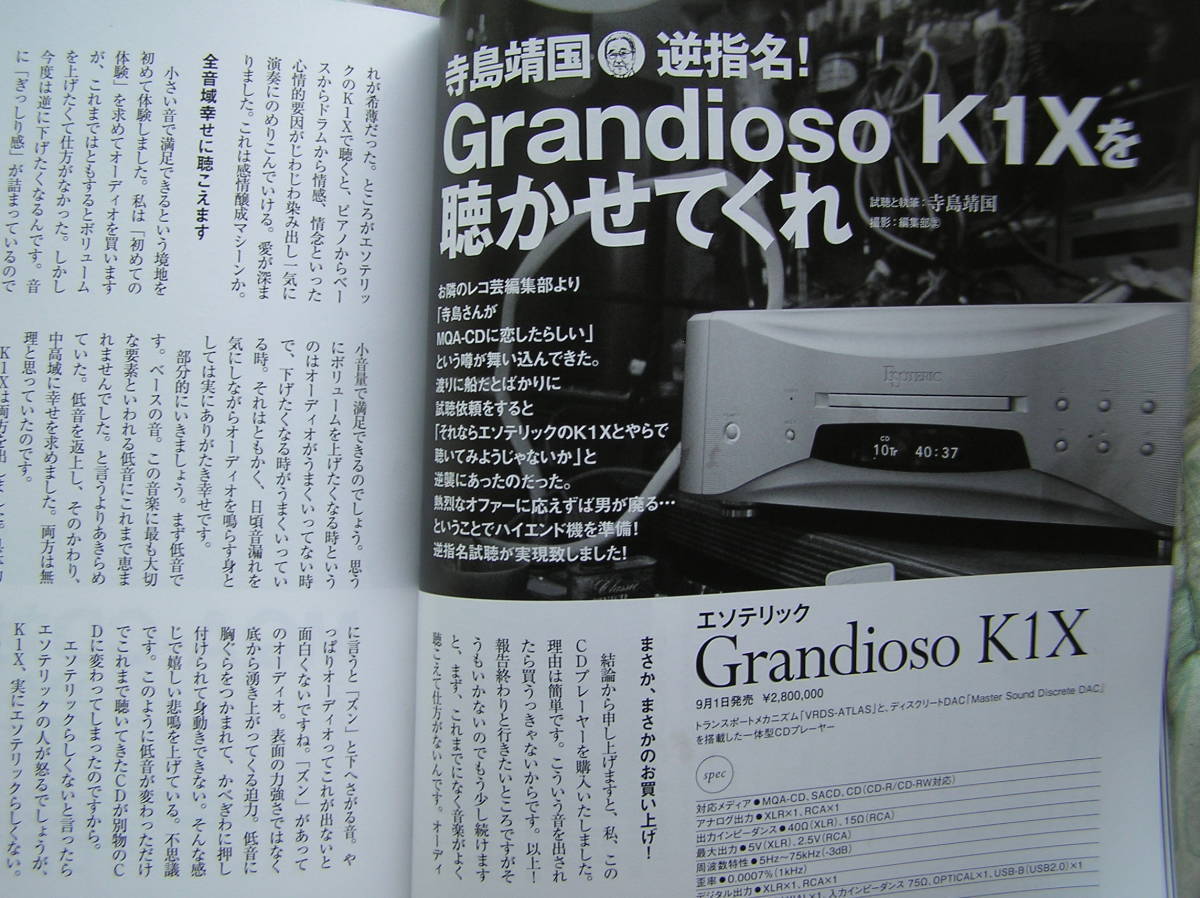 寺島靖国 逆指名!
Grandioso K1Xを
聴かせてくれ
試聴と執筆:寺島靖国
撮影:編集部
お隣のレコ芸編集部より
「寺島さんが
MQA-CDに恋したらしい」
という噂が舞い込んできた。
渡りに船だとばかりに
試聴依頼をすると
「それならエソテリックのK1Xとやらで
聴いてみようじゃないか」と
逆襲にあったのだった。
熱烈なオファーに応えずば男が廃る…
ということでハイエンド機を準備!
逆指名試聴が実現致しました!
ESOTERIC
CD
10Tr 40:37
Classic
エソテリック
Grandioso K1X
9月1日発売 ¥2,800,000
トランスポートメカニズム「VRDS-ATLAS」と、ディスクリートDAC「Master Sound Discrete DAC」
を搭載した一体型CDプレーヤー
spec
対応メディア●MQA-CD、SACD、CD(CD-R/CD-RW対応)
アナログ出力●XLR×1、RCA×1
出力インピーダンス●40Ω(XLR)、15Ω(RCA)
最大出力●5V(XLR)、2.5V(RCA)
周波数特性●5Hz〜75kHz(-3dB)
歪率●0.0007%(1kHz)
デジタル出力●XLR×1、RCA×1
入力インピーダンス 75Ω、OPTICAL×1、USB-B(USB2.0)×1
まさか、まさかのお買い上げ!
結論から申し上げますと、私、この
CDプレーヤーを購入いたしました。
理由は簡単です。こういう音を出され
たら買うっきゃないからです。以上!
報告終わりと行きたいところですがそ
うもいかないのでもう少し続けます
と、まず、これまでになく音楽がよく
聴こえて仕方がないんです。オーディ
れが希薄だった。ところがエソテリッ
クのK1Xで聴くと、ピアノからベー
スからドラムから情感、情念といった
心情的要因がじわじわ染み出し一気に
演奏にのめりこんでいける。愛が深ま
りました。これは感情醸成マシーンか。
全音域幸せに聴こえます
小さい音で満足できるという境地を
初めて体験しました。私は「初めての
体験」を求めてオーディオを買います
が、これまではともするとボリューム
を上げたくて仕方がなかった。しかし
今度は逆に下げたくなるんです。音
に「ぎっしり感」が詰まっているので
小音量で満足できるのでしょう。思う
にボリュームを上げたくなる時という
のはオーディオがうまくいってない時
で、下げたくなる時がうまくいってい
る時。それはともかく、日頃音漏れを
気にしながらオーディオを鳴らす身と
しては実にありがたき幸せです。
部分的にいきましょう。まず低音で
す。ベースの音。この音楽に最も大切
な要素といわれる低音にこれまで恵ま
れませんでした。と言うよりあきらめ
ていた。低音を返上し、そのかわり、
中高域に幸せを求めました。両方は無
理と思っていたのです。
K1Xは両方を出
に言うと「ズン」と下へさがる音。や
っぱりオーディオってこれが出ないと
面白くないですね。「ズン」があって
のオーディオ。表面の力強さではなく
底から湧き上がってくる迫力。低音に
胸ぐらをつかまれて、かべぎわに押し
付けられて身動きできない。そんな感
じで嬉しい悲鳴を上げている。不思議
です。このように低音が変わっただけ
でこれまで聴いてきたCDが別物のC
Dに変わってしまったのですから。
エソテリックらしくないと言ったら
エソテリックの人が怒るでしょうが、
K1X、実にエソテリックらしくない。